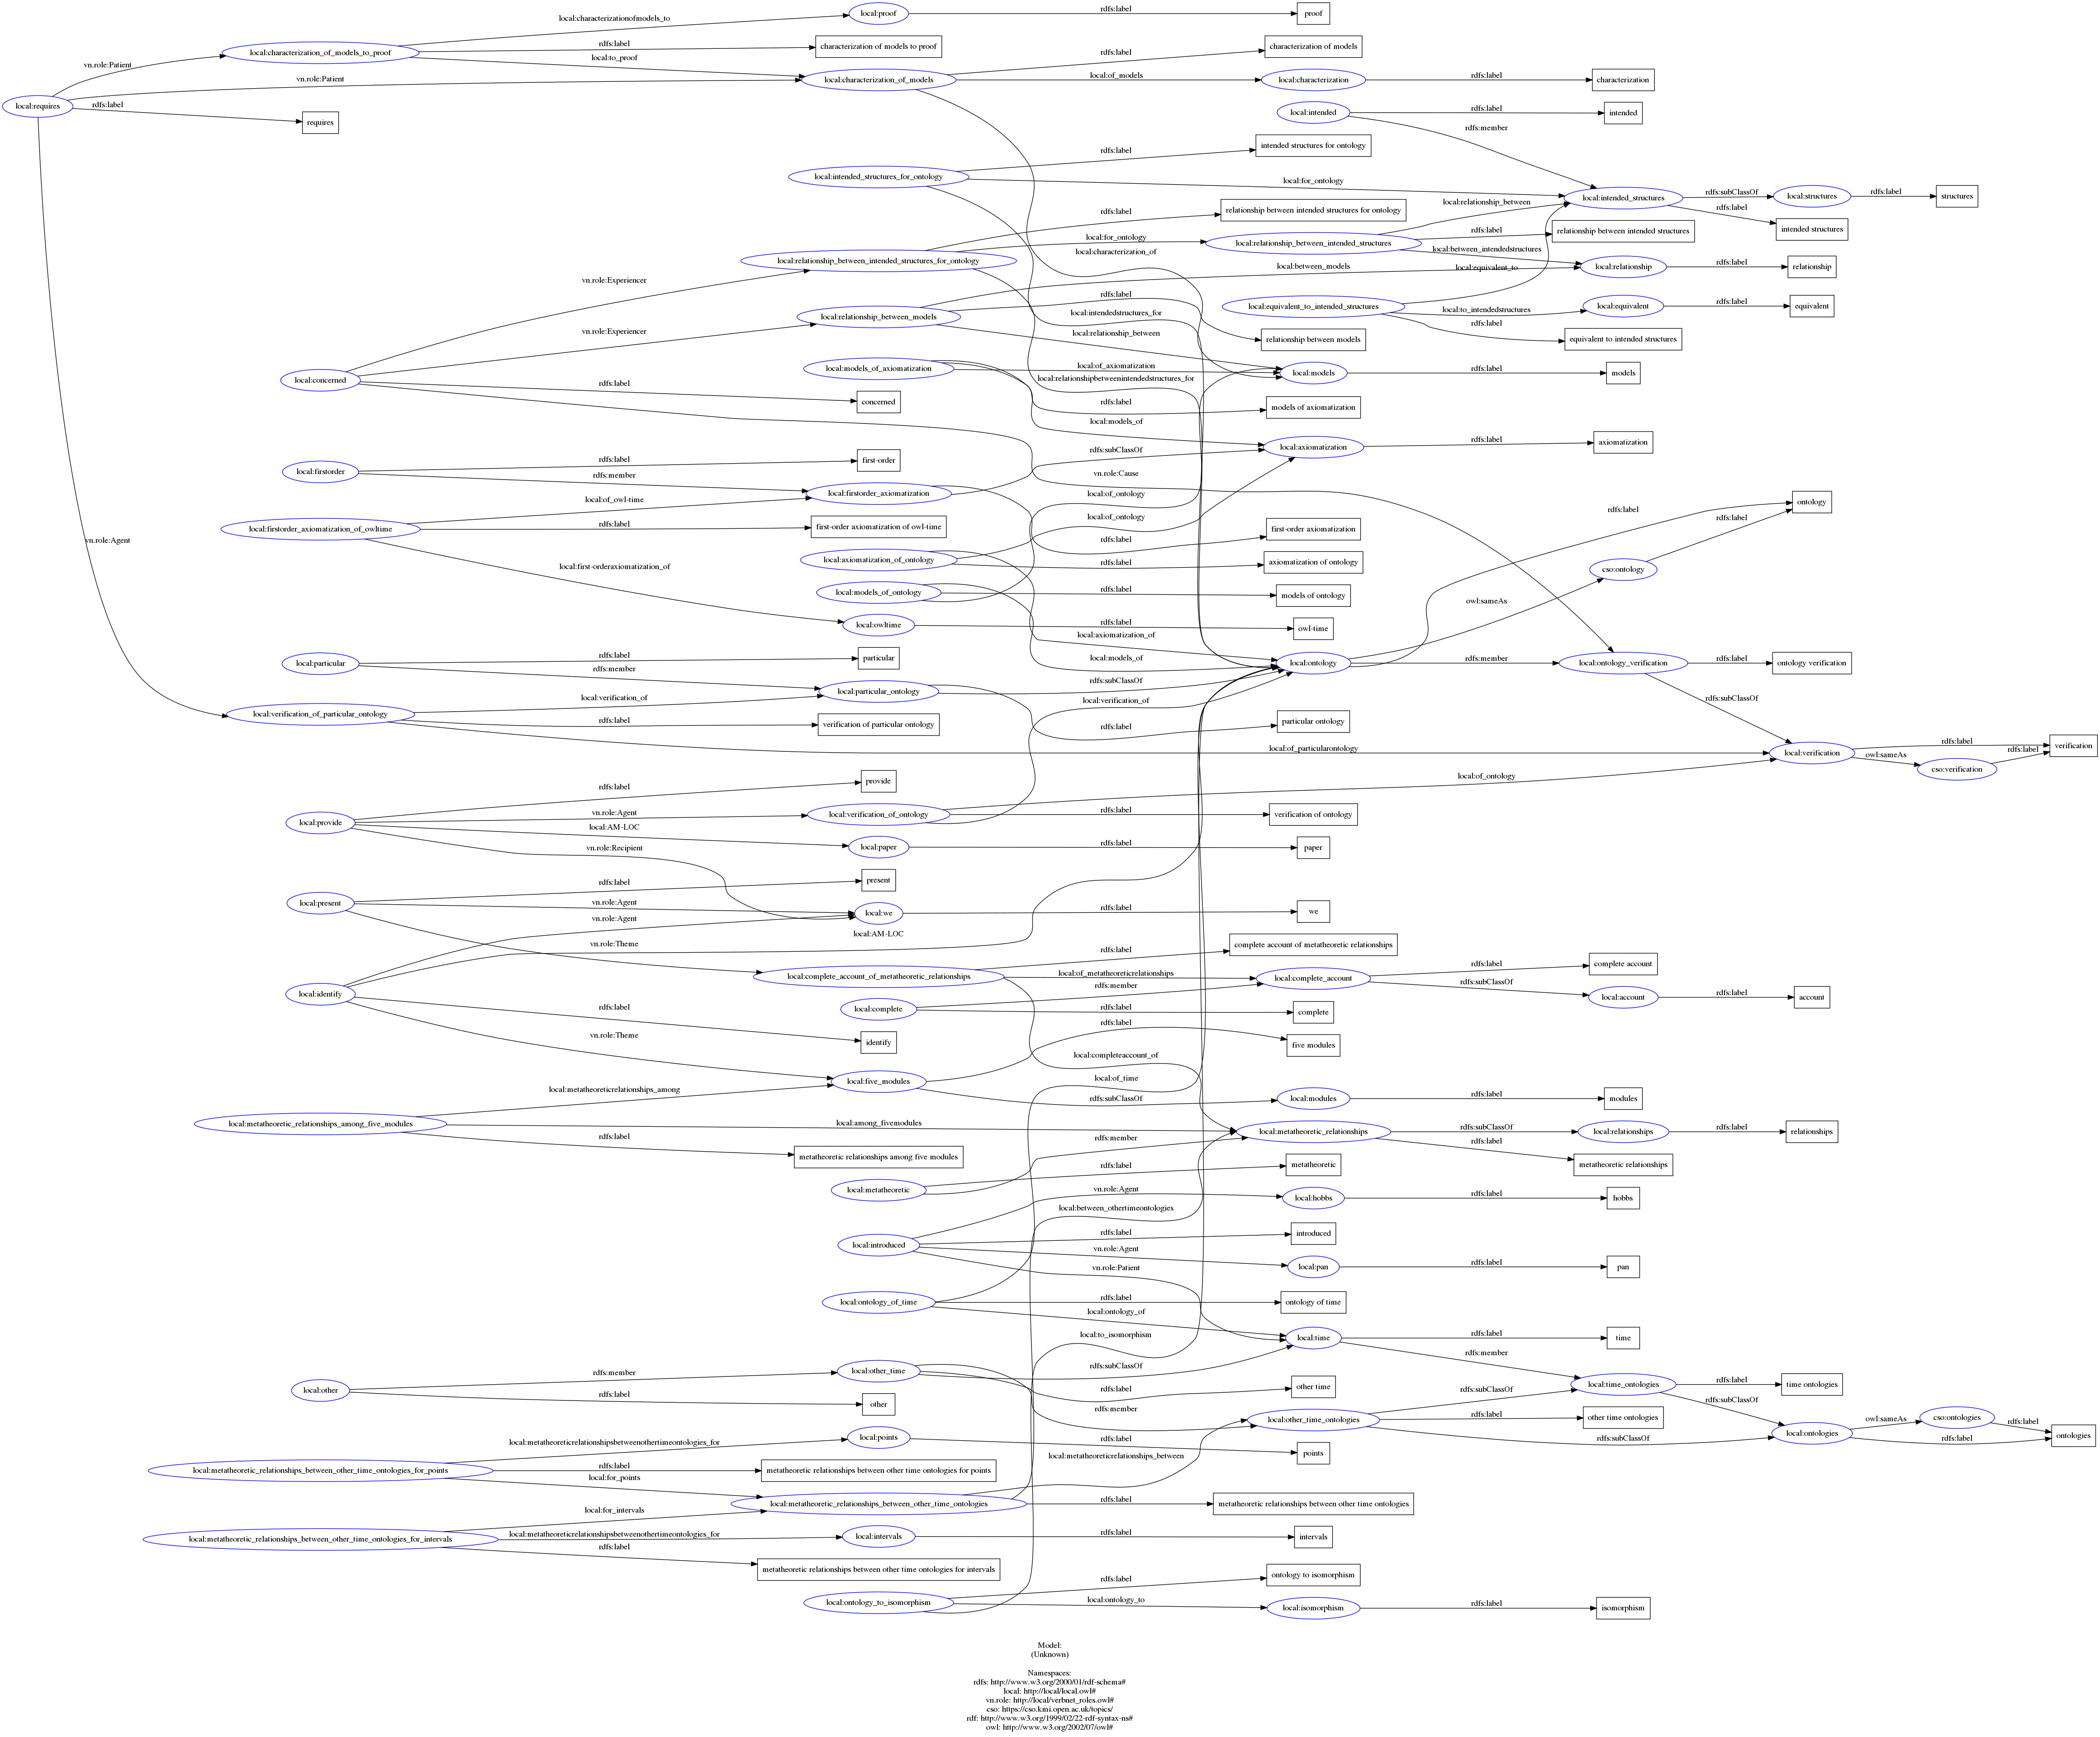 local:characterizationofmodels_to
local:proof
rdfs:label
proof
local:characterization_of_models_to_proof
rdfs:label
characterization of models to proof
rdfs:label
characterization of models
vn.role:Patient
local:to_proof
vn.role:Patient
local:characterization_of_models
local:of_models
local:characterization
rdfs:label
characterization
local:requires
rdfs:label
requires
local:intended
rdfs:label
intended
rdfs:member
rdfs:label
intended structures for ontology
local:intended_structures_for_ontology
local:for_ontology
local:intended_structures
rdfs:subClassOf
local:structures
rdfs:label
structures
rdfs:label
relationship between intended structures for ontology
local:relationship_between
rdfs:label
intended structures
local:for_ontology
local:relationship_between_intended_structures
rdfs:label
relationship between intended structures
local:characterization_of
local:between_intendedstructures
local:relationship_between_intended_structures_for_ontology
local:between_models
local:equivalent_to
local:relationship
rdfs:label
relationship
vn.role:Experiencer
rdfs:label
local:equivalent_to_intended_structures
local:to_intendedstructures
local:equivalent
rdfs:label
equivalent
local:relationship_between_models
local:intendedstructures_for
rdfs:label
vn.role:Experiencer
local:relationship_between
relationship between models
equivalent to intended structures
local:models_of_axiomatization
local:of_axiomatization
local:models
rdfs:label
models
local:concerned
rdfs:label
local:relationshipbetweenintendedstructures_for
concerned
rdfs:label
models of axiomatization
local:models_of
local:axiomatization
rdfs:label
axiomatization
rdfs:subClassOf
local:firstorder
rdfs:label
first-order
vn.role:Cause
rdfs:member
local:firstorder_axiomatization
local:of_ontology
local:of_owl-time
rdfs:label
ontology
local:firstorder_axiomatization_of_owltime
rdfs:label
first-order axiomatization of owl-time
local:of_ontology
rdfs:label
first-order axiomatization
rdfs:label
local:first-orderaxiomatization_of
local:axiomatization_of_ontology
rdfs:label
axiomatization of ontology
cso:ontology
local:models_of_ontology
rdfs:label
models of ontology
owl:sameAs
local:owltime
rdfs:label
owl-time
local:axiomatization_of
vn.role:Agent
local:particular
rdfs:label
particular
local:models_of
local:ontology
rdfs:member
local:ontology_verification
rdfs:label
ontology verification
rdfs:member
rdfs:subClassOf
local:particular_ontology
rdfs:subClassOf
local:verification_of
local:verification_of
local:verification_of_particular_ontology
rdfs:label
verification of particular ontology
rdfs:label
particular ontology
local:of_particularontology
local:verification
rdfs:label
verification
owl:sameAs
rdfs:label
cso:verification
rdfs:label
provide
local:of_ontology
local:provide
vn.role:Agent
local:verification_of_ontology
rdfs:label
verification of ontology
local:AM-LOC
local:paper
rdfs:label
paper
vn.role:Recipient
rdfs:label
present
local:present
vn.role:Agent
local:we
rdfs:label
we
vn.role:Agent
local:AM-LOC
vn.role:Theme
rdfs:label
complete account of metatheoretic relationships
local:complete_account_of_metatheoretic_relationships
local:of_metatheoreticrelationships
local:complete_account
rdfs:label
complete account
rdfs:subClassOf
local:account
rdfs:label
account
local:identify
rdfs:member
rdfs:label
local:complete
rdfs:label
complete
identify
rdfs:label
five modules
vn.role:Theme
local:completeaccount_of
local:metatheoreticrelationships_among
local:five_modules
local:of_time
rdfs:subClassOf
local:modules
rdfs:label
modules
local:metatheoretic_relationships_among_five_modules
local:among_fivemodules
local:metatheoretic_relationships
rdfs:subClassOf
local:relationships
rdfs:label
relationships
rdfs:label
metatheoretic relationships among five modules
rdfs:member
rdfs:label
metatheoretic relationships
rdfs:label
metatheoretic
local:metatheoretic
vn.role:Agent
local:hobbs
rdfs:label
hobbs
local:between_othertimeontologies
rdfs:label
introduced
local:introduced
vn.role:Agent
local:pan
rdfs:label
pan
vn.role:Patient
local:ontology_of_time
rdfs:label
ontology of time
local:ontology_of
local:to_isomorphism
local:time
rdfs:label
time
rdfs:member
local:other
rdfs:member
local:other_time
rdfs:subClassOf
rdfs:label
other time
local:time_ontologies
rdfs:label
time ontologies
rdfs:label
other
rdfs:subClassOf
rdfs:subClassOf
rdfs:member
local:other_time_ontologies
rdfs:label
other time ontologies
owl:sameAs
cso:ontologies
rdfs:label
local:metatheoreticrelationshipsbetweenothertimeontologies_for
local:points
rdfs:label
points
rdfs:subClassOf
local:ontologies
rdfs:label
ontologies
local:metatheoretic_relationships_between_other_time_ontologies_for_points
rdfs:label
metatheoretic relationships between other time ontologies for points
local:metatheoreticrelationships_between
local:for_points
local:for_intervals
local:metatheoretic_relationships_between_other_time_ontologies
rdfs:label
metatheoretic relationships between other time ontologies
local:metatheoretic_relationships_between_other_time_ontologies_for_intervals
local:metatheoreticrelationshipsbetweenothertimeontologies_for
local:intervals
rdfs:label
intervals
rdfs:label
metatheoretic relationships between other time ontologies for intervals
rdfs:label
ontology to isomorphism
local:ontology_to_isomorphism
local:ontology_to
local:isomorphism
rdfs:label
isomorphism
Model:
(Unknown)
Namespaces:
rdfs: http://www.w3.org/2000/01/rdf-schema#
local: http://local/local.owl#
vn.role: http://local/verbnet_roles.owl#
cso: https://cso.kmi.open.ac.uk/topics/
rdf: http://www.w3.org/1999/02/22-rdf-syntax-ns#
owl: http://www.w3.org/2002/07/owl#